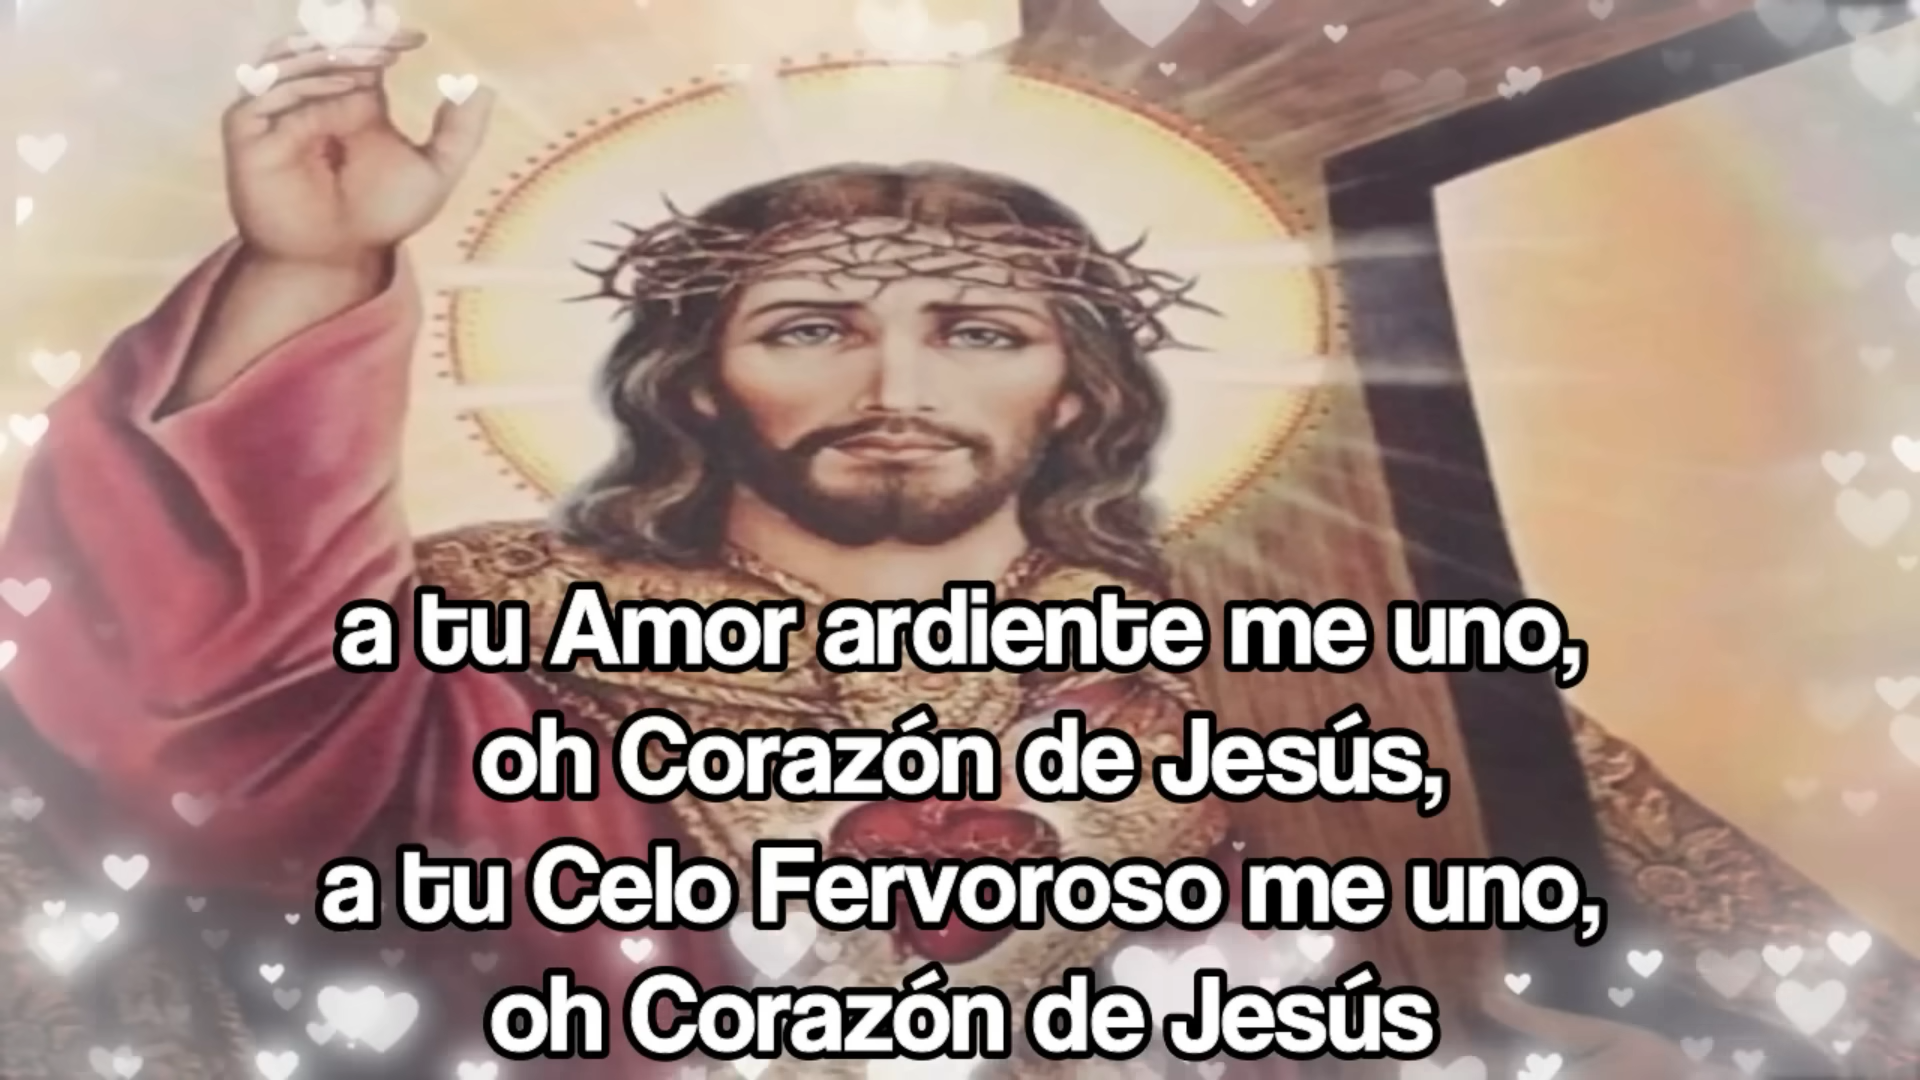 a tu Amor ardiente me uno,
oh Corazón de Jesús,
a tu Celo Fervoroso me uno,
oh Corazón de Jesús